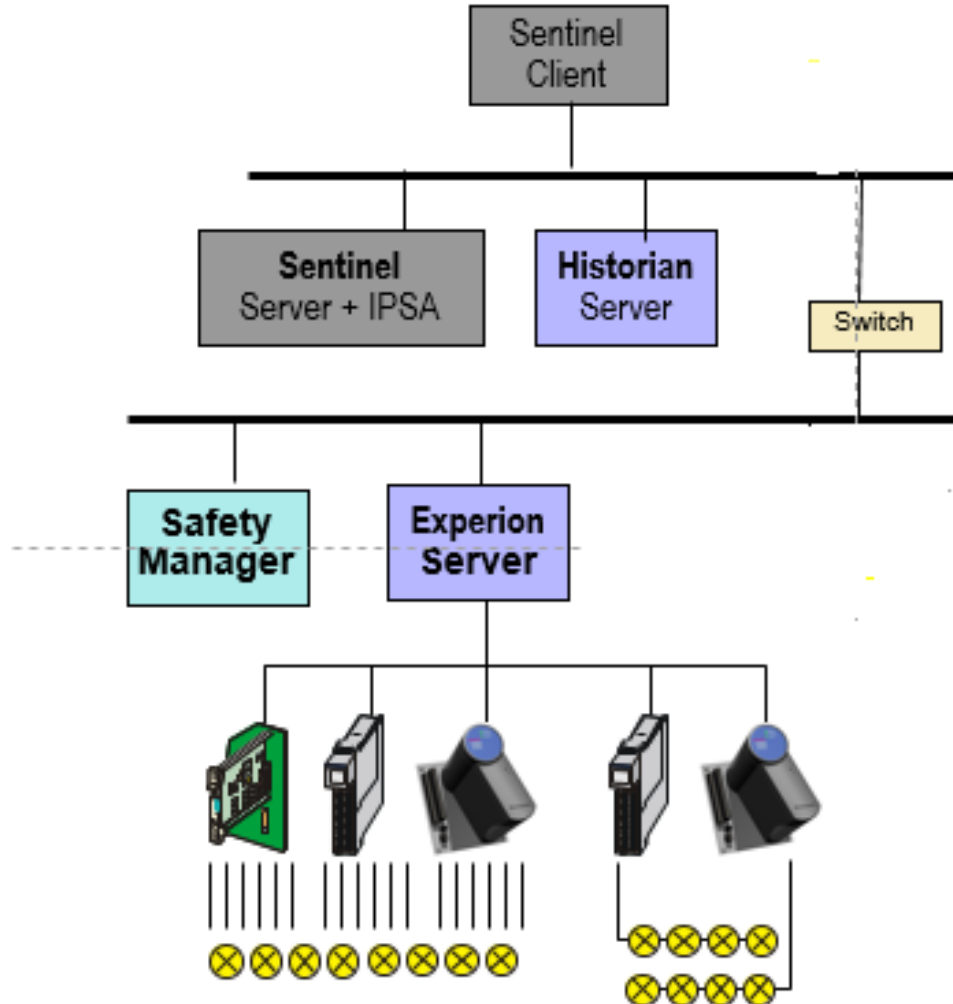 Sentinel
Client
Sentinel
Server + IPSA
Historian
Server
Switch
Safety
Manager
Experion
Server